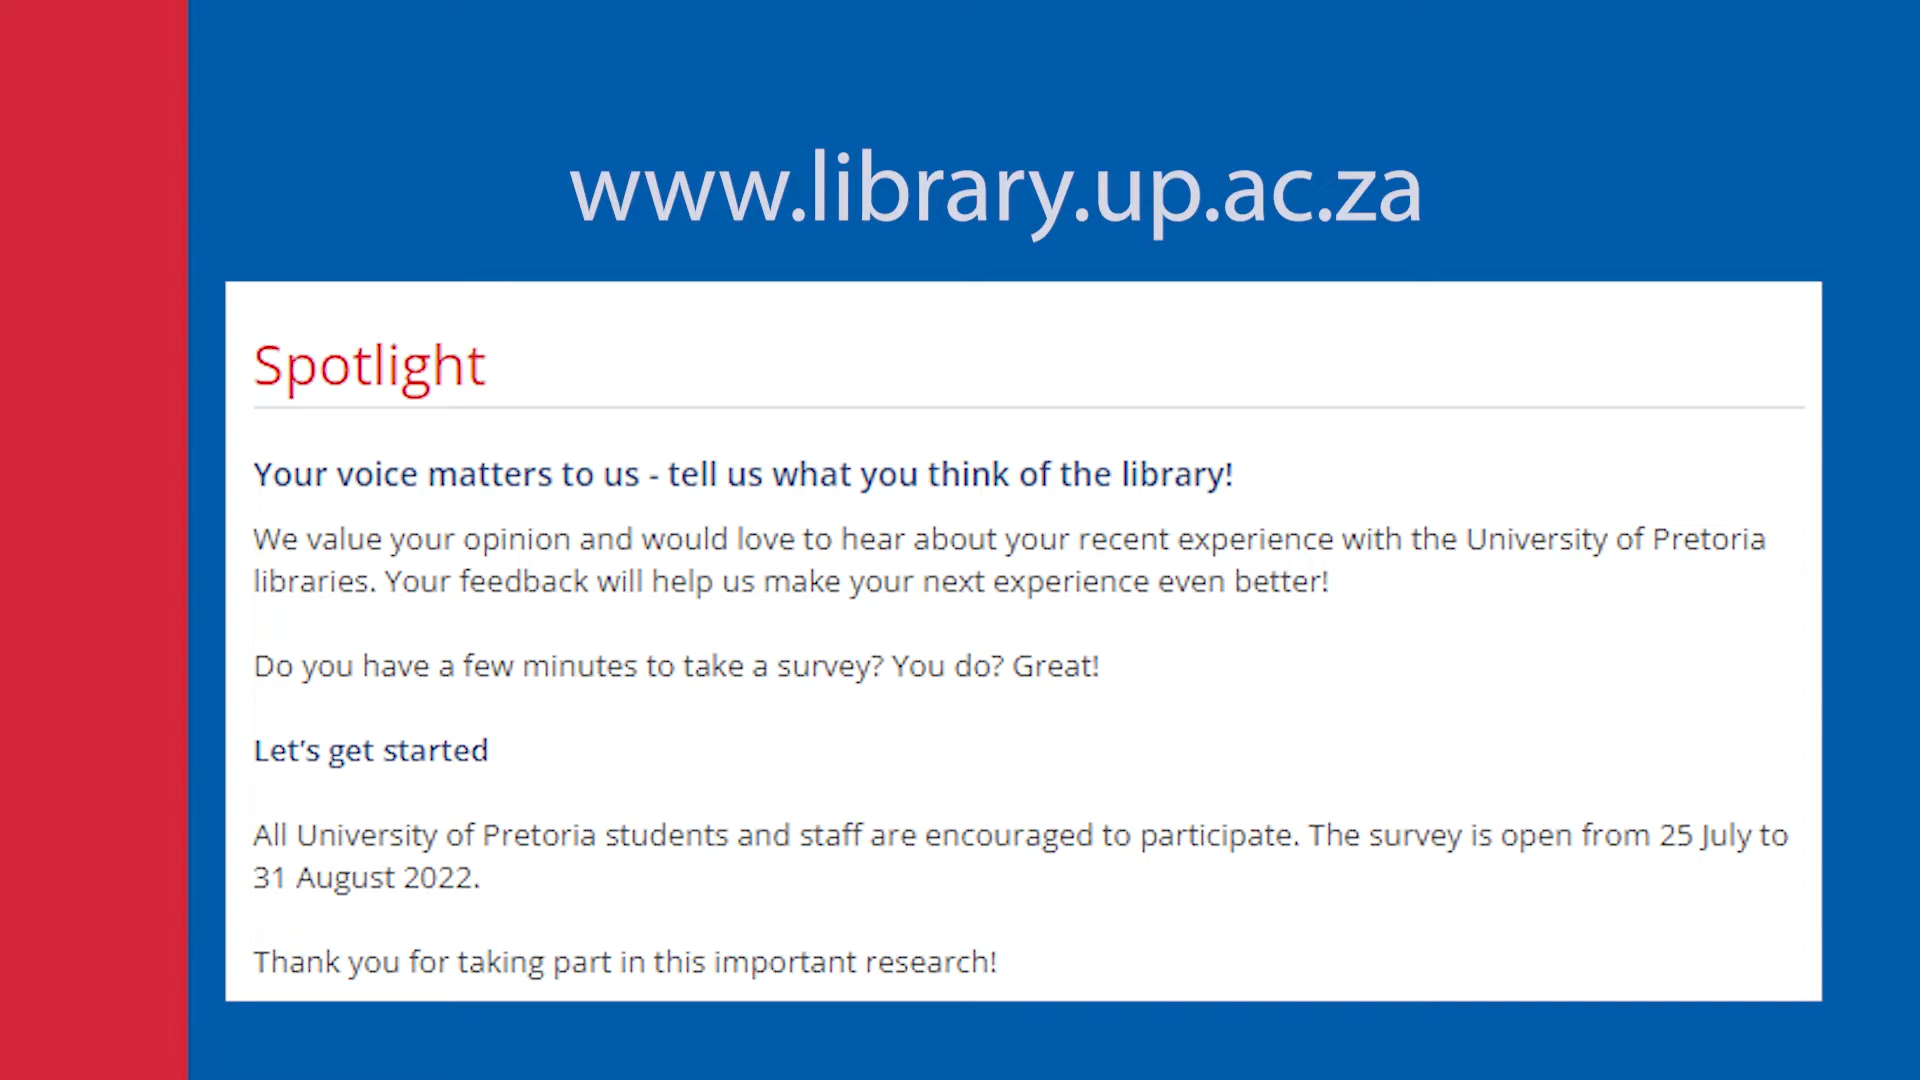 www.library.up.ac.za
Spotlight
Your voice matters to us - tell us what you think of the library!
We value your opinion and would love to hear about your recent experience with the University of Pretoria
libraries. Your feedback will help us make your next experience even better!
Do you have a few minutes to take a survey? You do? Great!
Let's get started
All University of Pretoria students and staff are encouraged to participate. The survey is open from 25 July to
31 August 2022.
Thank you for taking part in this important research!